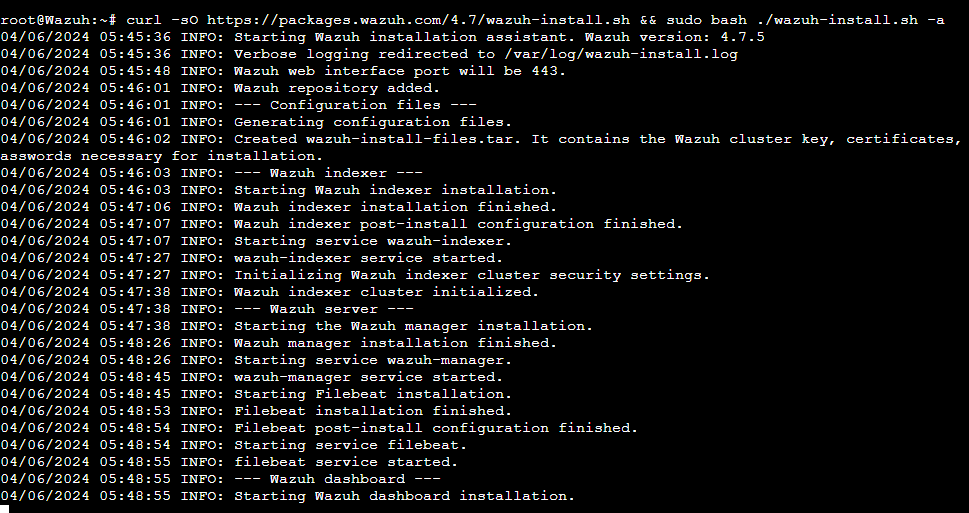 root@Wazuh:~# curl -sO https://packages.wazuh.com/4.7/wazuh-install.sh && sudo bash ./wazuh-install.sh -a
04/06/2024 05:45:36 INFO: Starting Wazuh installation assistant. Wazuh version: 4.7.5
04/06/2024 05:45:36 INFO: Verbose logging redirected to /var/log/wazuh-install.log
04/06/2024 05:45:48 INFO: Wazuh web interface port will be 443.
04/06/2024 05:46:01 INFO: Wazuh repository added.
04/06/2024 05:46:01 INFO: --- Configuration files ---
04/06/2024 05:46:01 INFO: Generating configuration files.
04/06/2024 05:46:02 INFO: Created wazuh-install-files.tar. It contains the Wazuh cluster key, certificates,
asswords necessary for installation.
04/06/2024 05:46:03 INFO: --- Wazuh indexer ---
04/06/2024 05:46:03 INFO: Starting Wazuh indexer installation.
04/06/2024 05:47:06 INFO: Wazuh indexer installation finished.
04/06/2024 05:47:07 INFO: Wazuh indexer post-install configuration finished.
04/06/2024 05:47:07 INFO: Starting service wazuh-indexer.
04/06/2024 05:47:27 INFO: wazuh-indexer service started.
04/06/2024 05:47:27 INFO: Initializing Wazuh indexer cluster security settings.
04/06/2024 05:47:38 INFO: Wazuh indexer cluster initialized.
04/06/2024 05:47:38 INFO: --- Wazuh server ---
04/06/2024 05:47:38 INFO: Starting the Wazuh manager installation.
04/06/2024 05:48:26 INFO: Wazuh manager installation finished.
04/06/2024 05:48:26 INFO: Starting service wazuh-manager.
04/06/2024 05:48:45 INFO: wazuh-manager service started.
04/06/2024 05:48:45 INFO: Starting Filebeat installation.
04/06/2024 05:48:53 INFO: Filebeat installation finished.
04/06/2024 05:48:54 INFO: Filebeat post-install configuration finished.
04/06/2024 05:48:54 INFO: Starting service filebeat.
04/06/2024 05:48:55 INFO: filebeat service started.
04/06/2024 05:48:55 INFO: --- Wazuh dashboard ---
04/06/2024 05:48:55 INFO: Starting Wazuh dashboard installation.